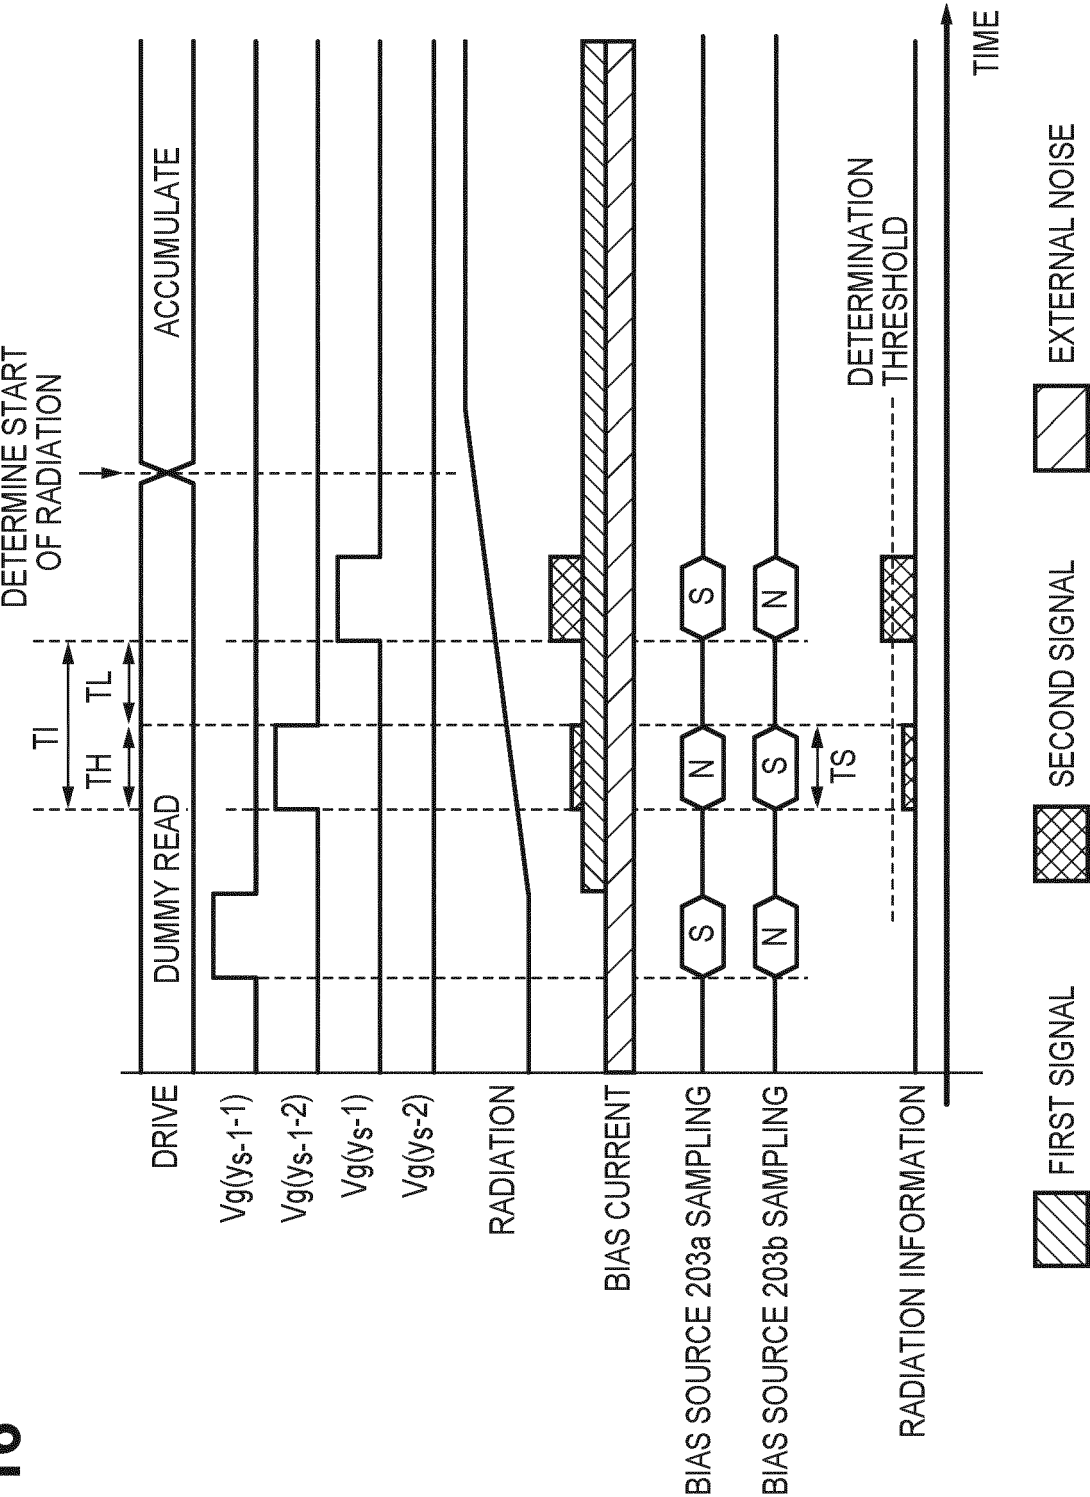 DETERMINE START
OF RADIATION
TI
TH
TL
DRIVE
DUMMY READ
ACCUMULATE
Vg(ys-1-1)
Vg(ys-1-2)
Vg(ys-1)
Vg(ys-2)
RADIATION
BIAS CURRENT
BIAS SOURCE 203a SAMPLING
S
N
S
BIAS SOURCE 203b SAMPLING
N
S
N
TS
DETERMINATION
THRESHOLD
RADIATION INFORMATION
TIME
FIRST SIGNAL
SECOND SIGNAL
EXTERNAL NOISE